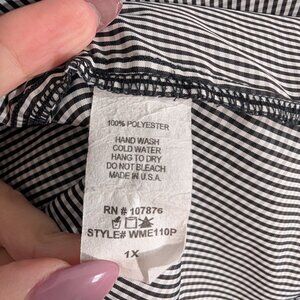 100% POLYESTER
HAND WASH
COLD WATER
HANG TO DRY
DO NOT BLEACH
MADE IN U.S.A.
RN # 107876
STYLE# WME110P
1X